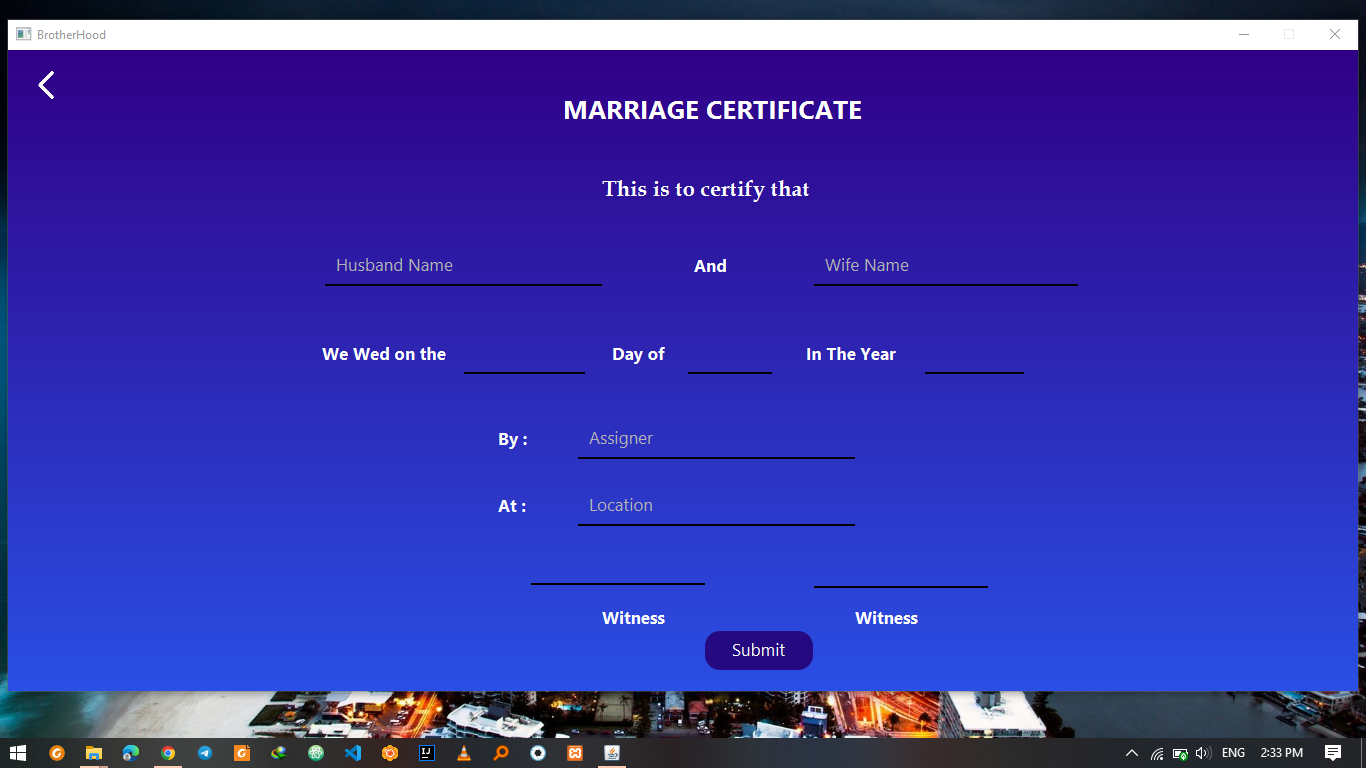 BrotherHood
MARRIAGE CERTIFICATE
This is to certify that
Husband Name And Wife Name
We Wed on the Day of In The Year
By : Assigner
At : Location
Witness Witness
Submit
ENG 2:33 PM